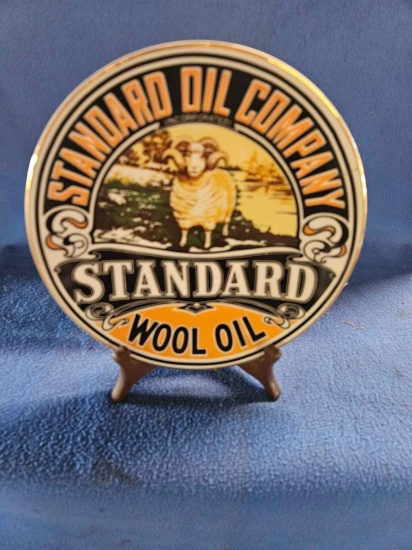 STANDARD OIL COMPANY
INCORPORATED
STANDARD
WOOL OIL